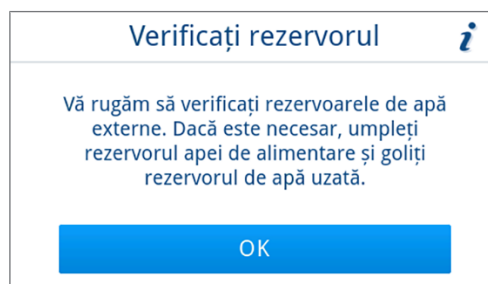 Verificați rezervorul i
Vă rugăm să verificați rezervoarele de apă
externe. Dacă este necesar, umpleți
rezervorul apei de alimentare și goliți
rezervorul de apă uzată.
OK